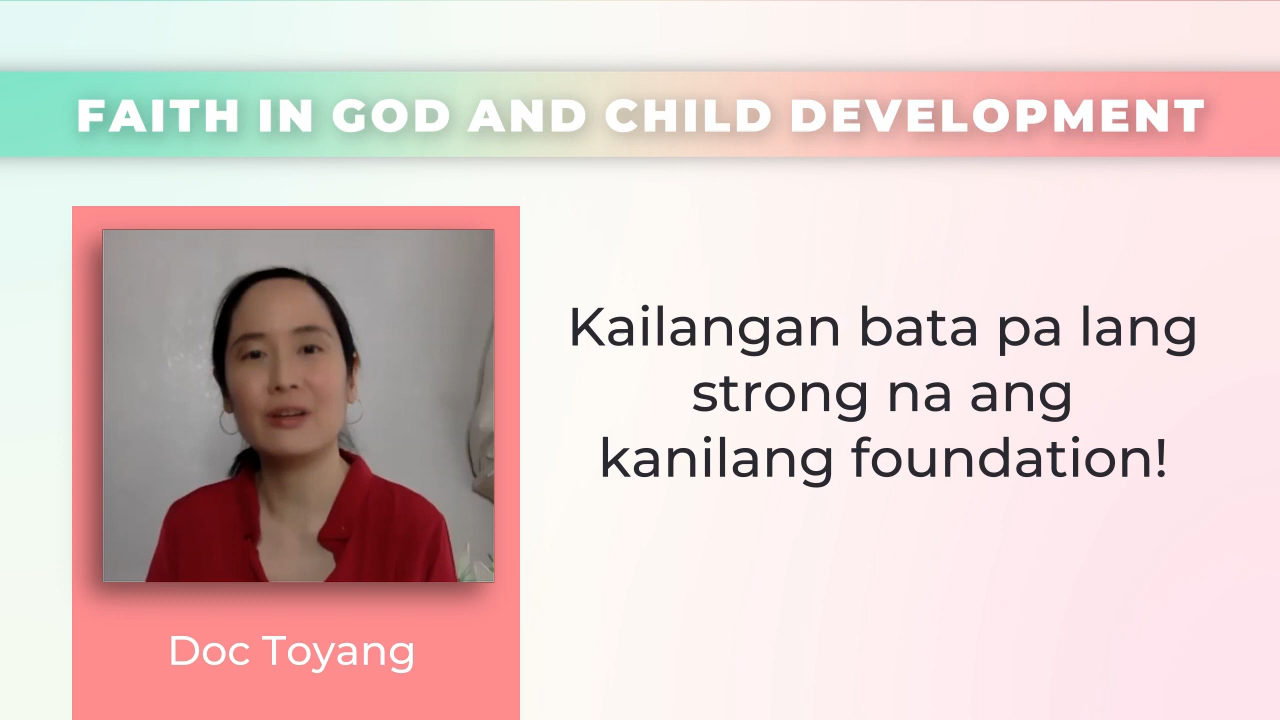 FAITH IN GOD AND CHILD DEVELOPMENT
Kailangan bata pa lang
strong na ang
kanilang foundation!
Doc Toyang